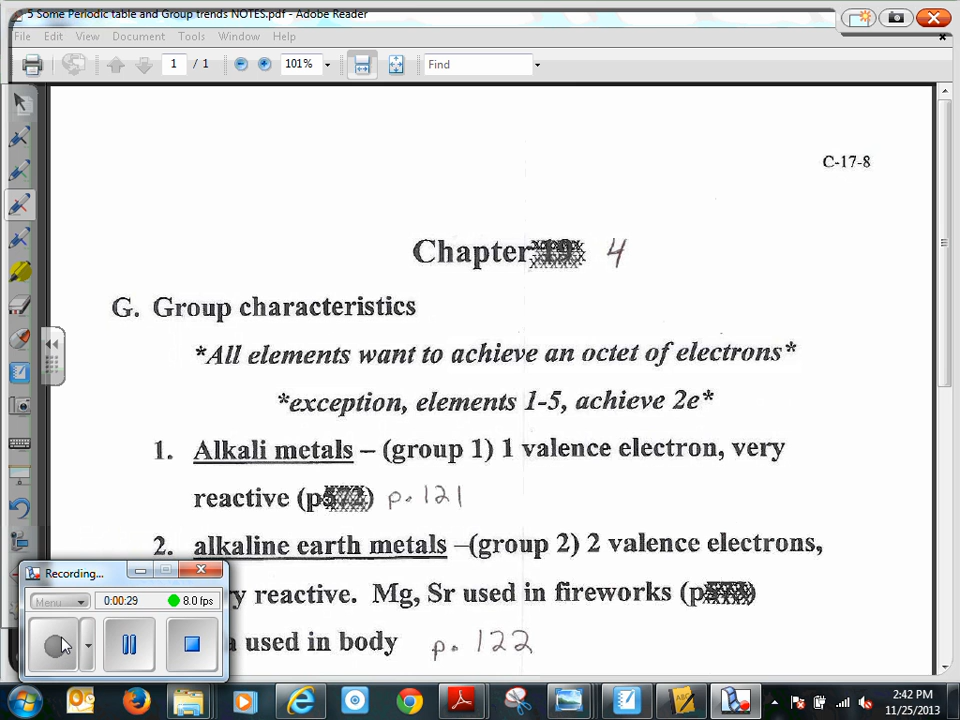 5 Some Periodic table and Group trends NOTES.pdf - Adobe Reader
File Edit View Document Tools Window Help
1 / 1 101% Find
C-17-8
Chapter 19 4
G. Group characteristics
*All elements want to achieve an octet of electrons*
*exception, elements 1-5, achieve 2e*
1. Alkali metals – (group 1) 1 valence electron, very
reactive (p572) p. 121
2. alkaline earth metals –(group 2) 2 valence electrons,
y reactive. Mg, Sr used in fireworks (p
a used in body p. 122
Recording...
Menu 0:00:29 8.0 fps
2:42 PM
11/25/2013